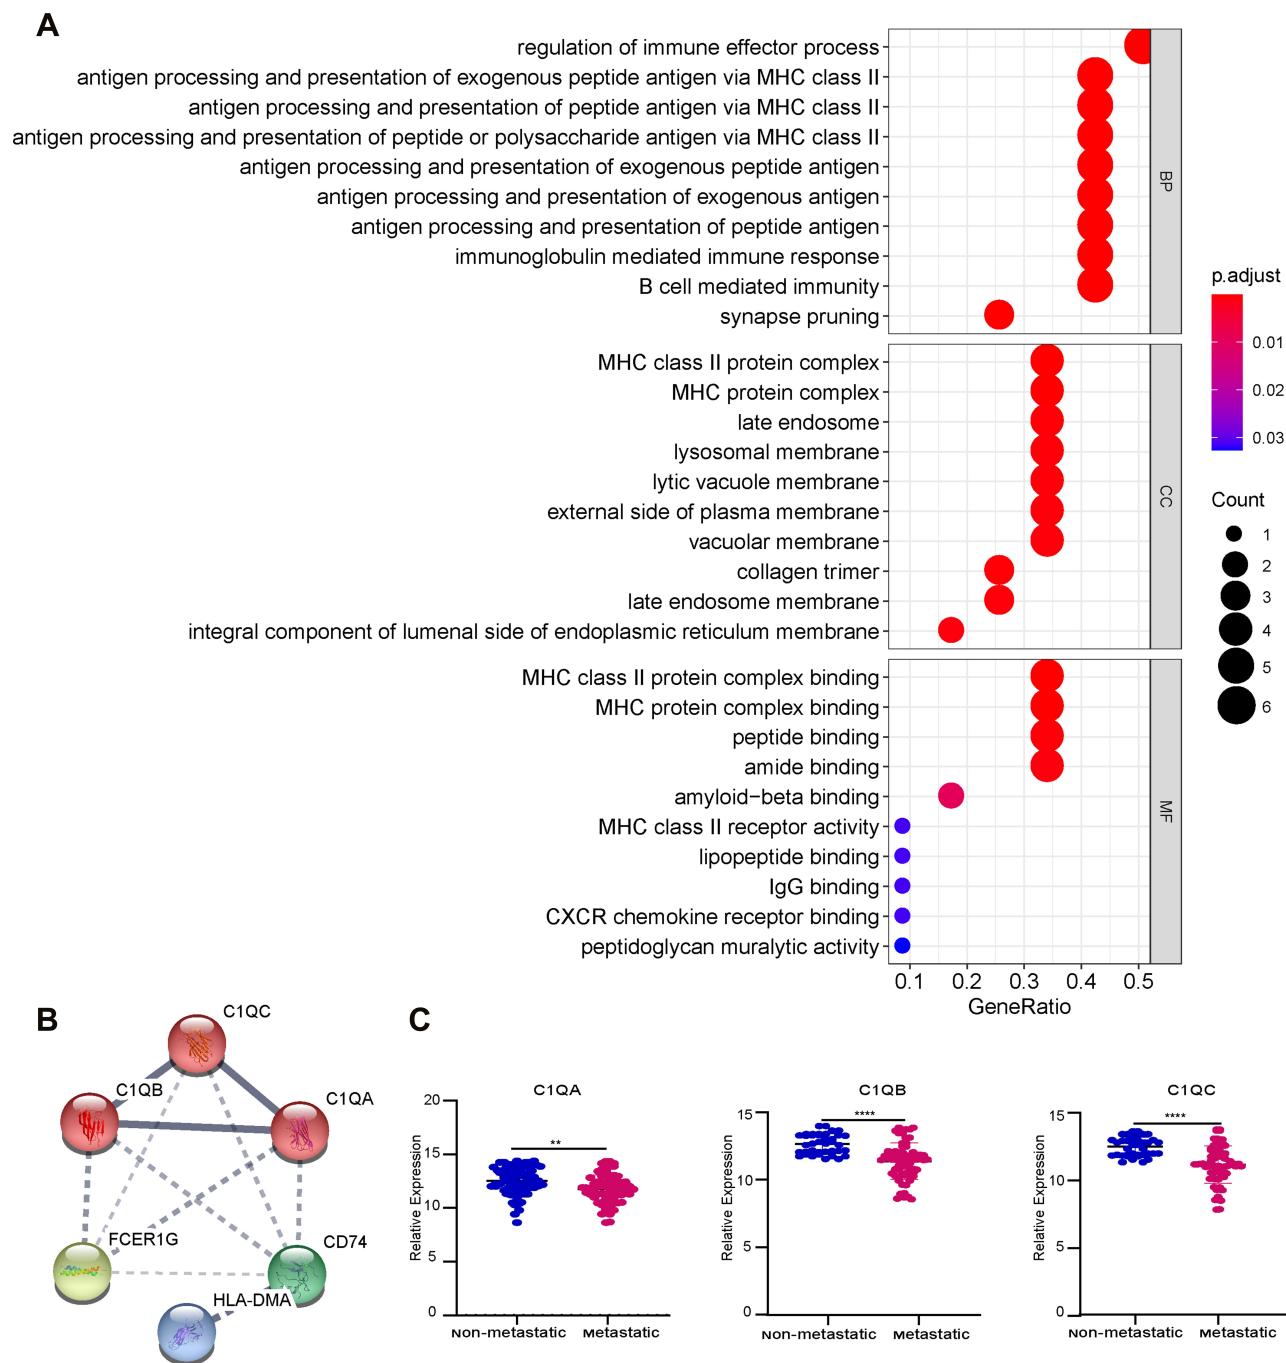 A
regulation of immune effector process
antigen processing and presentation of exogenous peptide antigen via MHC class II
antigen processing and presentation of peptide antigen via MHC class II
antigen processing and presentation of peptide or polysaccharide antigen via MHC class II
antigen processing and presentation of exogenous peptide antigen
antigen processing and presentation of exogenous antigen
antigen processing and presentation of peptide antigen
immunoglobulin mediated immune response
B cell mediated immunity
synapse pruning
BP
MHC class II protein complex
MHC protein complex
late endosome
lysosomal membrane
lytic vacuole membrane
external side of plasma membrane
vacuolar membrane
collagen trimer
late endosome membrane
integral component of lumenal side of endoplasmic reticulum membrane
CC
MHC class II protein complex binding
MHC protein complex binding
peptide binding
amide binding
amyloid−beta binding
MHC class II receptor activity
lipopeptide binding
IgG binding
CXCR chemokine receptor binding
peptidoglycan muralytic activity
MF
0.1 0.2 0.3 0.4 0.5
GeneRatio
p.adjust
0.01
0.02
0.03
Count
1
2
3
4
5
6
B
C1QC
C1QB
C1QA
FCER1G
CD74
HLA-DMA
C
C1QA
Relative Expression
20
15
10
5
0
**
Non-metastatic Metastatic
C1QB
Relative Expression
15
10
5
0
****
Non-metastatic Metastatic
C1QC
Relative Expression
15
10
5
0
****
Non-metastatic Metastatic